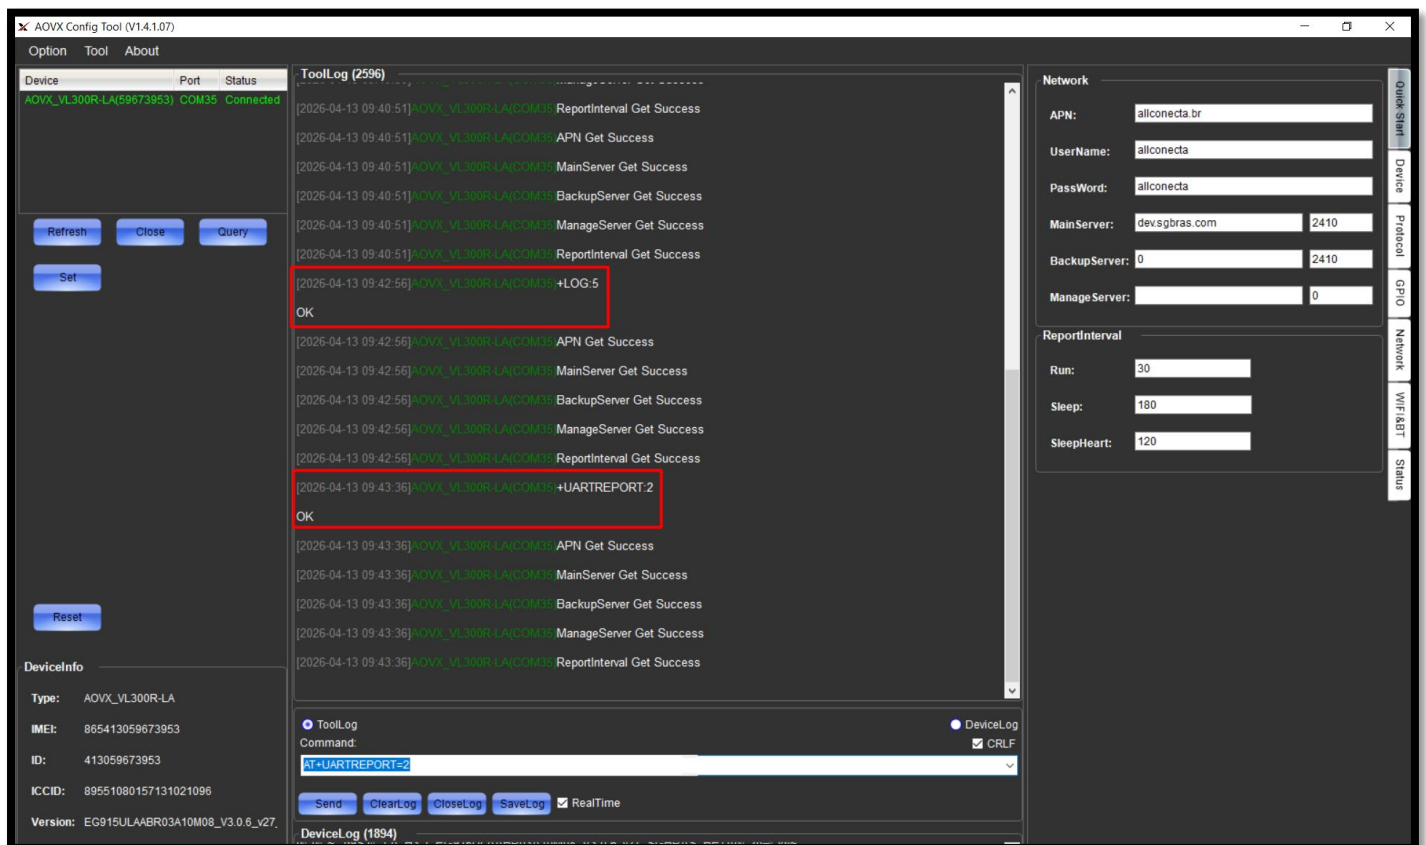 AOVX Config Tool (V1.4.1.07)
Option Tool About
Device Port Status
AOVX_VL300R-LA(59673953) COM35 Connected
Refresh Close Query
Set
Reset
DeviceInfo
Type: AOVX_VL300R-LA
IMEI: 865413059673953
ID: 413059673953
ICCID: 89551080157131021096
Version: EG915ULAABR03A10M08_V3.0.6_v27_
ToolLog (2596)
[2026-04-13 09:40:51]AOVX_VL300R-LA(COM35)ReportInterval Get Success
[2026-04-13 09:40:51]AOVX_VL300R-LA(COM35)APN Get Success
[2026-04-13 09:40:51]AOVX_VL300R-LA(COM35)MainServer Get Success
[2026-04-13 09:40:51]AOVX_VL300R-LA(COM35)BackupServer Get Success
[2026-04-13 09:40:51]AOVX_VL300R-LA(COM35)ManageServer Get Success
[2026-04-13 09:40:51]AOVX_VL300R-LA(COM35)ReportInterval Get Success
[2026-04-13 09:42:56]AOVX_VL300R-LA(COM35)+LOG:5
OK
[2026-04-13 09:42:56]AOVX_VL300R-LA(COM35)APN Get Success
[2026-04-13 09:42:56]AOVX_VL300R-LA(COM35)MainServer Get Success
[2026-04-13 09:42:56]AOVX_VL300R-LA(COM35)BackupServer Get Success
[2026-04-13 09:42:56]AOVX_VL300R-LA(COM35)ManageServer Get Success
[2026-04-13 09:42:56]AOVX_VL300R-LA(COM35)ReportInterval Get Success
[2026-04-13 09:43:36]AOVX_VL300R-LA(COM35)+UARTREPORT:2
OK
[2026-04-13 09:43:36]AOVX_VL300R-LA(COM35)APN Get Success
[2026-04-13 09:43:36]AOVX_VL300R-LA(COM35)MainServer Get Success
[2026-04-13 09:43:36]AOVX_VL300R-LA(COM35)BackupServer Get Success
[2026-04-13 09:43:36]AOVX_VL300R-LA(COM35)ManageServer Get Success
[2026-04-13 09:43:36]AOVX_VL300R-LA(COM35)ReportInterval Get Success
ToolLog DeviceLog
Command: CRLF
AT+UARTREPORT=2
Send ClearLog CloseLog SaveLog RealTime
DeviceLog (1894)
Network
APN: allconecta.br
UserName: allconecta
PassWord: allconecta
MainServer: dev.sgbras.com 2410
BackupServer: 0 2410
ManageServer: 0
ReportInterval
Run: 30
Sleep: 180
SleepHeart: 120
Quick Start
Device
Protocol
GPIO
Network
WIFI&BT
Status